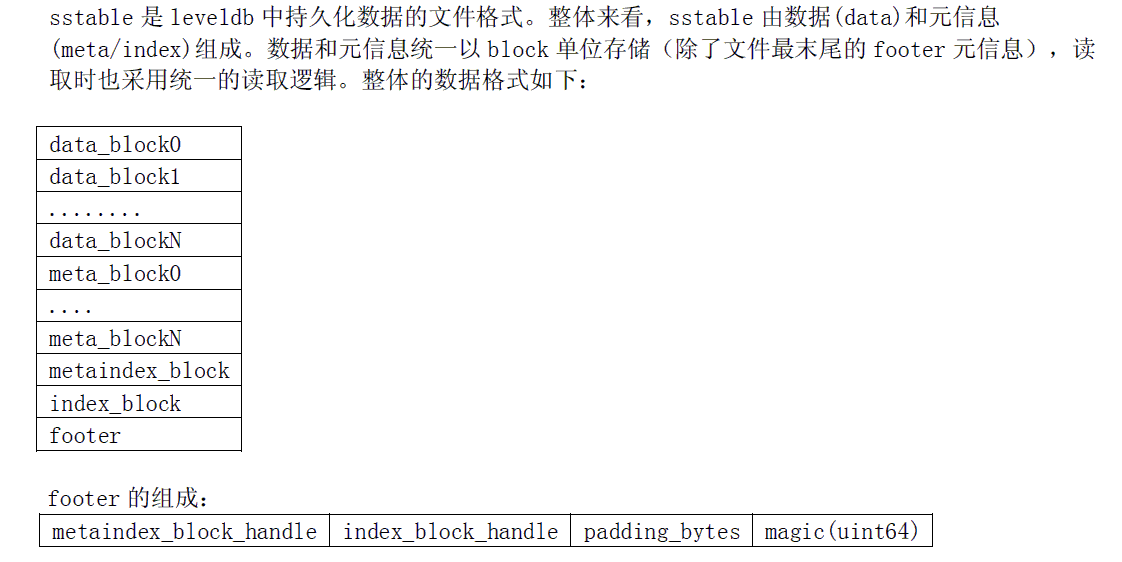 sstable 是 leveldb 中持久化数据的文件格式。整体来看，sstable 由数据(data)和元信息
(meta/index)组成。数据和元信息统一以 block 单位存储（除了文件最末尾的 footer 元信息），读
取时也采用统一的读取逻辑。整体的数据格式如下：
data_block0
data_block1
........
data_blockN
meta_block0
....
meta_blockN
metaindex_block
index_block
footer
footer 的组成：
metaindex_block_handle index_block_handle padding_bytes magic(uint64)